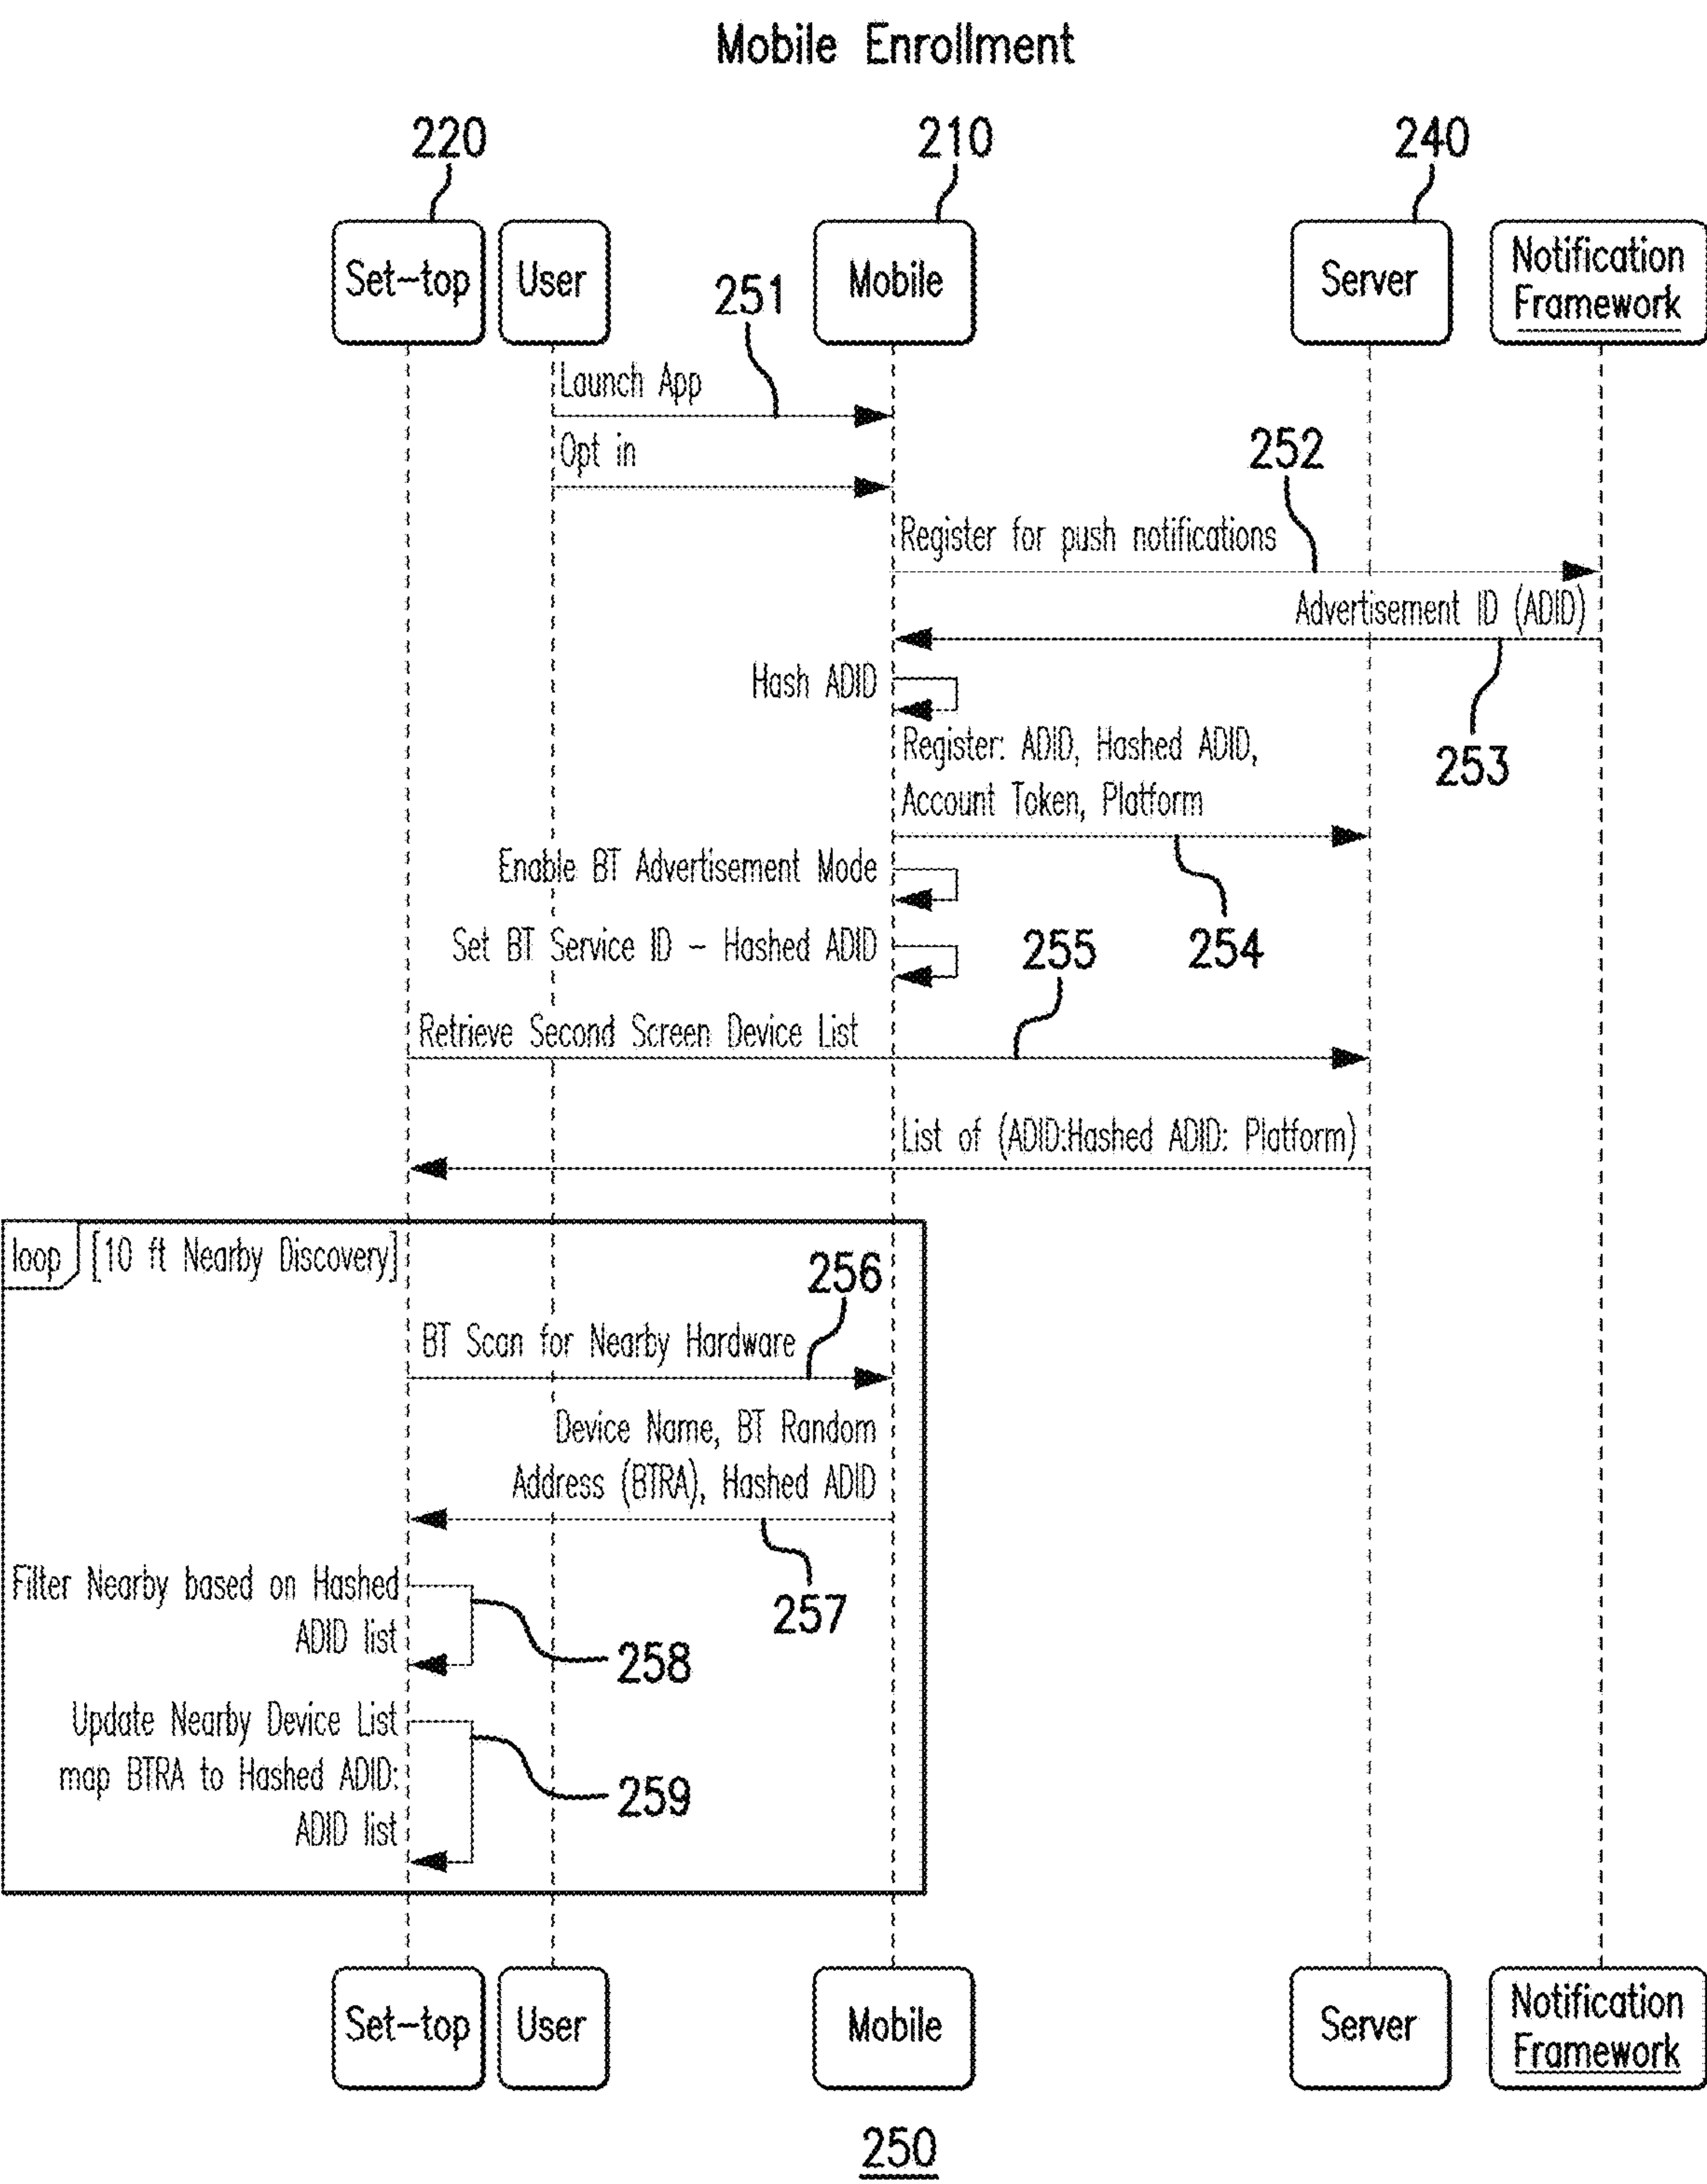 Mobile Enrollment
220
210
240
Set-top
User
Mobile
Server
Notification
Framework
251
Launch App
Opt in
252
Register for push notifications
Advertisement ID (ADID)
Hash ADID
253
Register: ADID, Hashed ADID,
Account Token, Platform
Enable BT Advertisement Mode
254
Set BT Service ID - Hashed ADID
255
Retrieve Second Screen Device List
List of (ADID:Hashed ADID: Platform)
loop [10 ft Nearby Discovery]
256
BT Scan for Nearby Hardware
Device Name, BT Random
Address (BTRA), Hashed ADID
257
Filter Nearby based on Hashed
ADID list
258
Update Nearby Device List
map BTRA to Hashed ADID:
ADID list
259
Set-top
User
Mobile
Server
Notification
Framework
250